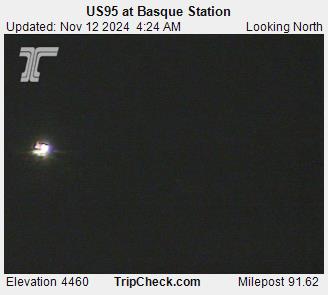 US95 at Basque Station
Updated: Nov 12 2024 4:24 AM Looking North
Elevation 4460 TripCheck.com Milepost 91.62